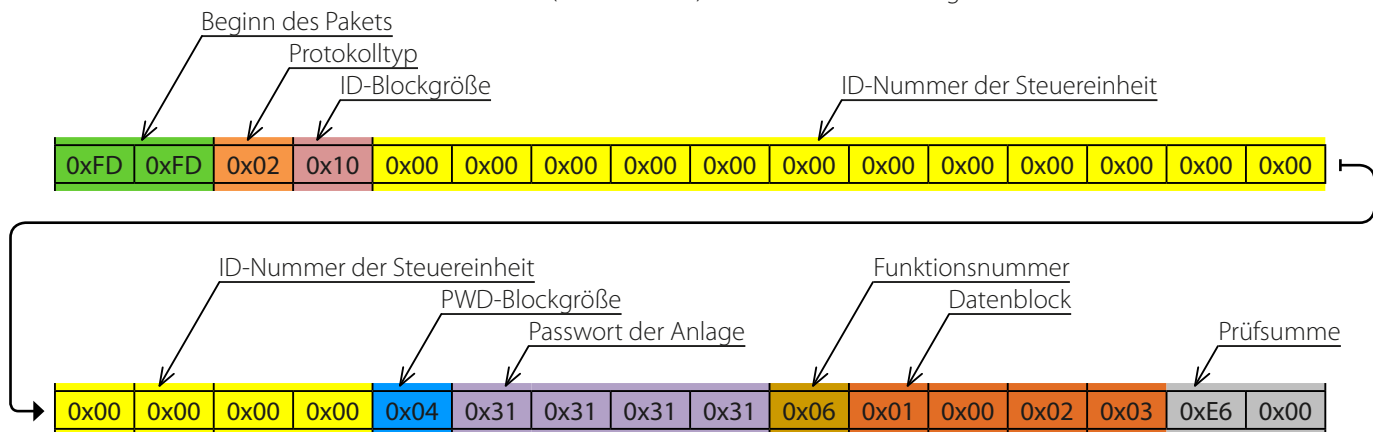 Beginn des Pakets
Protokolltyp
ID-Blockgröße
ID-Nummer der Steuereinheit
0xFD 0xFD 0x02 0x10 0x00 0x00 0x00 0x00 0x00 0x00 0x00 0x00 0x00 0x00 0x00 0x00
ID-Nummer der Steuereinheit
Funktionsnummer
PWD-Blockgröße
Datenblock
Passwort der Anlage
Prüfsumme
0x00 0x00 0x00 0x00 0x04 0x31 0x31 0x31 0x31 0x06 0x01 0x00 0x02 0x03 0xE6 0x00